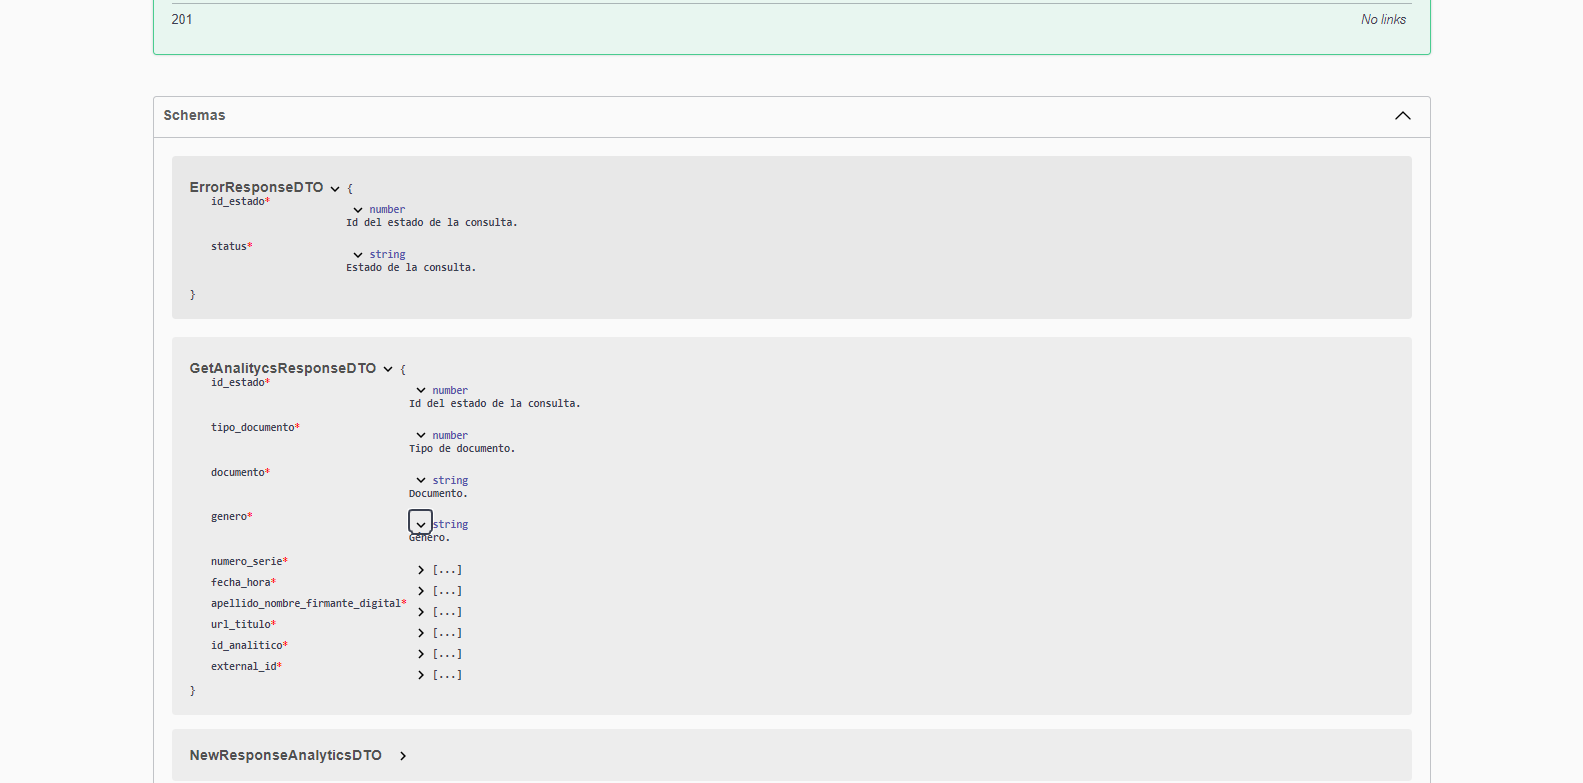 201 No links
Schemas
ErrorResponseDTO {
id_estado*
number
Id del estado de la consulta.
status*
string
Estado de la consulta.
}
GetAnalitycsResponseDTO {
id_estado*
number
Id del estado de la consulta.
tipo_documento*
number
Tipo de documento.
documento*
string
Documento.
genero*
string
Género.
numero_serie* [...]
fecha_hora* [...]
apellido_nombre_firmante_digital* [...]
url_titulo* [...]
id_analitico* [...]
external_id* [...]
}
NewResponseAnalyticsDTO